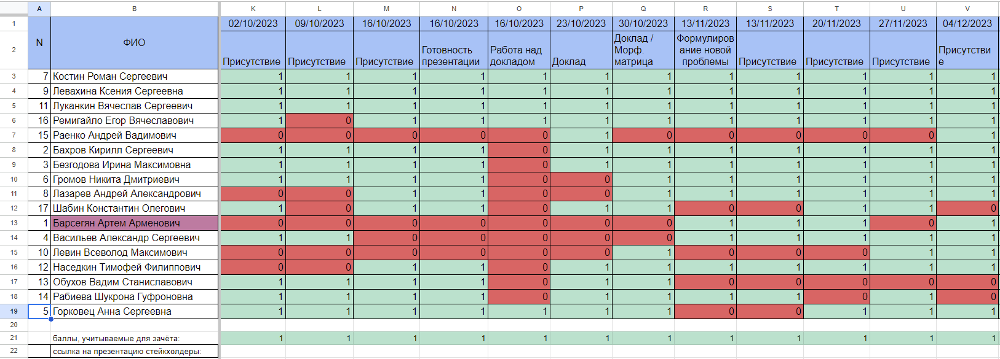 A B K L M N O P Q R S T U V
1 02/10/2023 09/10/2023 16/10/2023 16/10/2023 16/10/2023 23/10/2023 30/10/2023 13/11/2023 13/11/2023 20/11/2023 27/11/2023 04/12/2023
N ФИО
2 Присутствие Присутствие Присутствие Готовность презентации Работа над докладом Доклад Доклад / Морф. матрица Формулирование новой проблемы Присутствие Присутствие Присутствие Присутствие
3 7 Костин Роман Сергеевич 1 1 1 1 1 1 1 1 1 1 1 1
4 9 Левахина Ксения Сергеевна 1 1 1 1 1 1 1 1 1 1 1 1
5 11 Луканкин Вячеслав Сергеевич 1 1 1 1 1 1 1 1 1 1 1 1
6 16 Ремигайло Егор Вячеславович 1 0 1 1 1 1 1 1 1 1 1 1
7 15 Раенко Андрей Вадимович 0 0 0 0 0 1 0 0 0 0 0 1
8 2 Бахров Кирилл Сергеевич 1 1 1 1 0 1 1 1 1 1 1 1
9 3 Безгодова Ирина Максимовна 1 1 1 1 0 1 1 1 1 1 1 1
10 6 Громов Никита Дмитриевич 1 1 1 1 0 0 1 1 1 1 1 1
11 8 Лазарев Андрей Александрович 0 0 1 1 0 0 1 1 1 1 1 1
12 17 Шабин Константин Олегович 1 0 1 1 0 1 1 0 0 1 1 0
13 1 Барсегян Артем Арменович 0 0 0 0 0 0 0 1 1 1 0 1
14 4 Васильев Александр Сергеевич 1 1 0 0 0 0 0 1 1 1 1 1
15 10 Левин Всеволод Максимович 0 0 0 0 0 0 1 0 0 0 1 1
16 12 Наседкин Тимофей Филиппович 0 0 1 1 0 1 1 1 1 1 1 1
17 13 Обухов Вадим Станиславович 1 1 1 1 0 1 1 0 0 0 0 0
18 14 Рабиева Шукрона Гуфроновна 1 1 1 1 0 1 1 1 1 0 1 0
19 5 Горковец Анна Сергеевна 1 1 1 1 1 1 1 0 0 1 1 1
20
21 баллы, учитываемые для зачёта: 1 1 1 1 1 1 1 1 1 1 1 1
22 ссылка на презентацию стейкхолдеры: